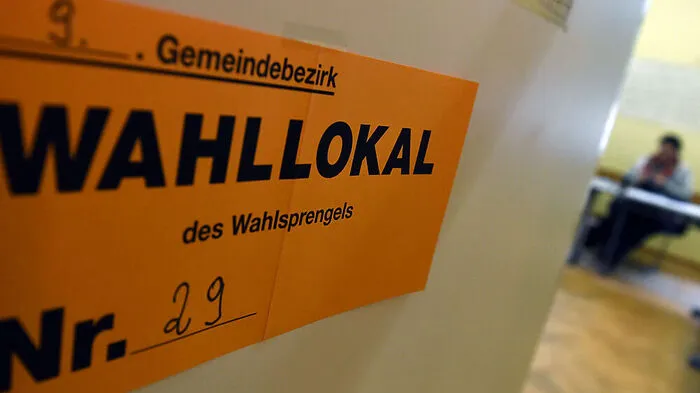 9. . Gemeindebezirk
WAHLLOKAL
des Wahlsprengels
Nr. 29